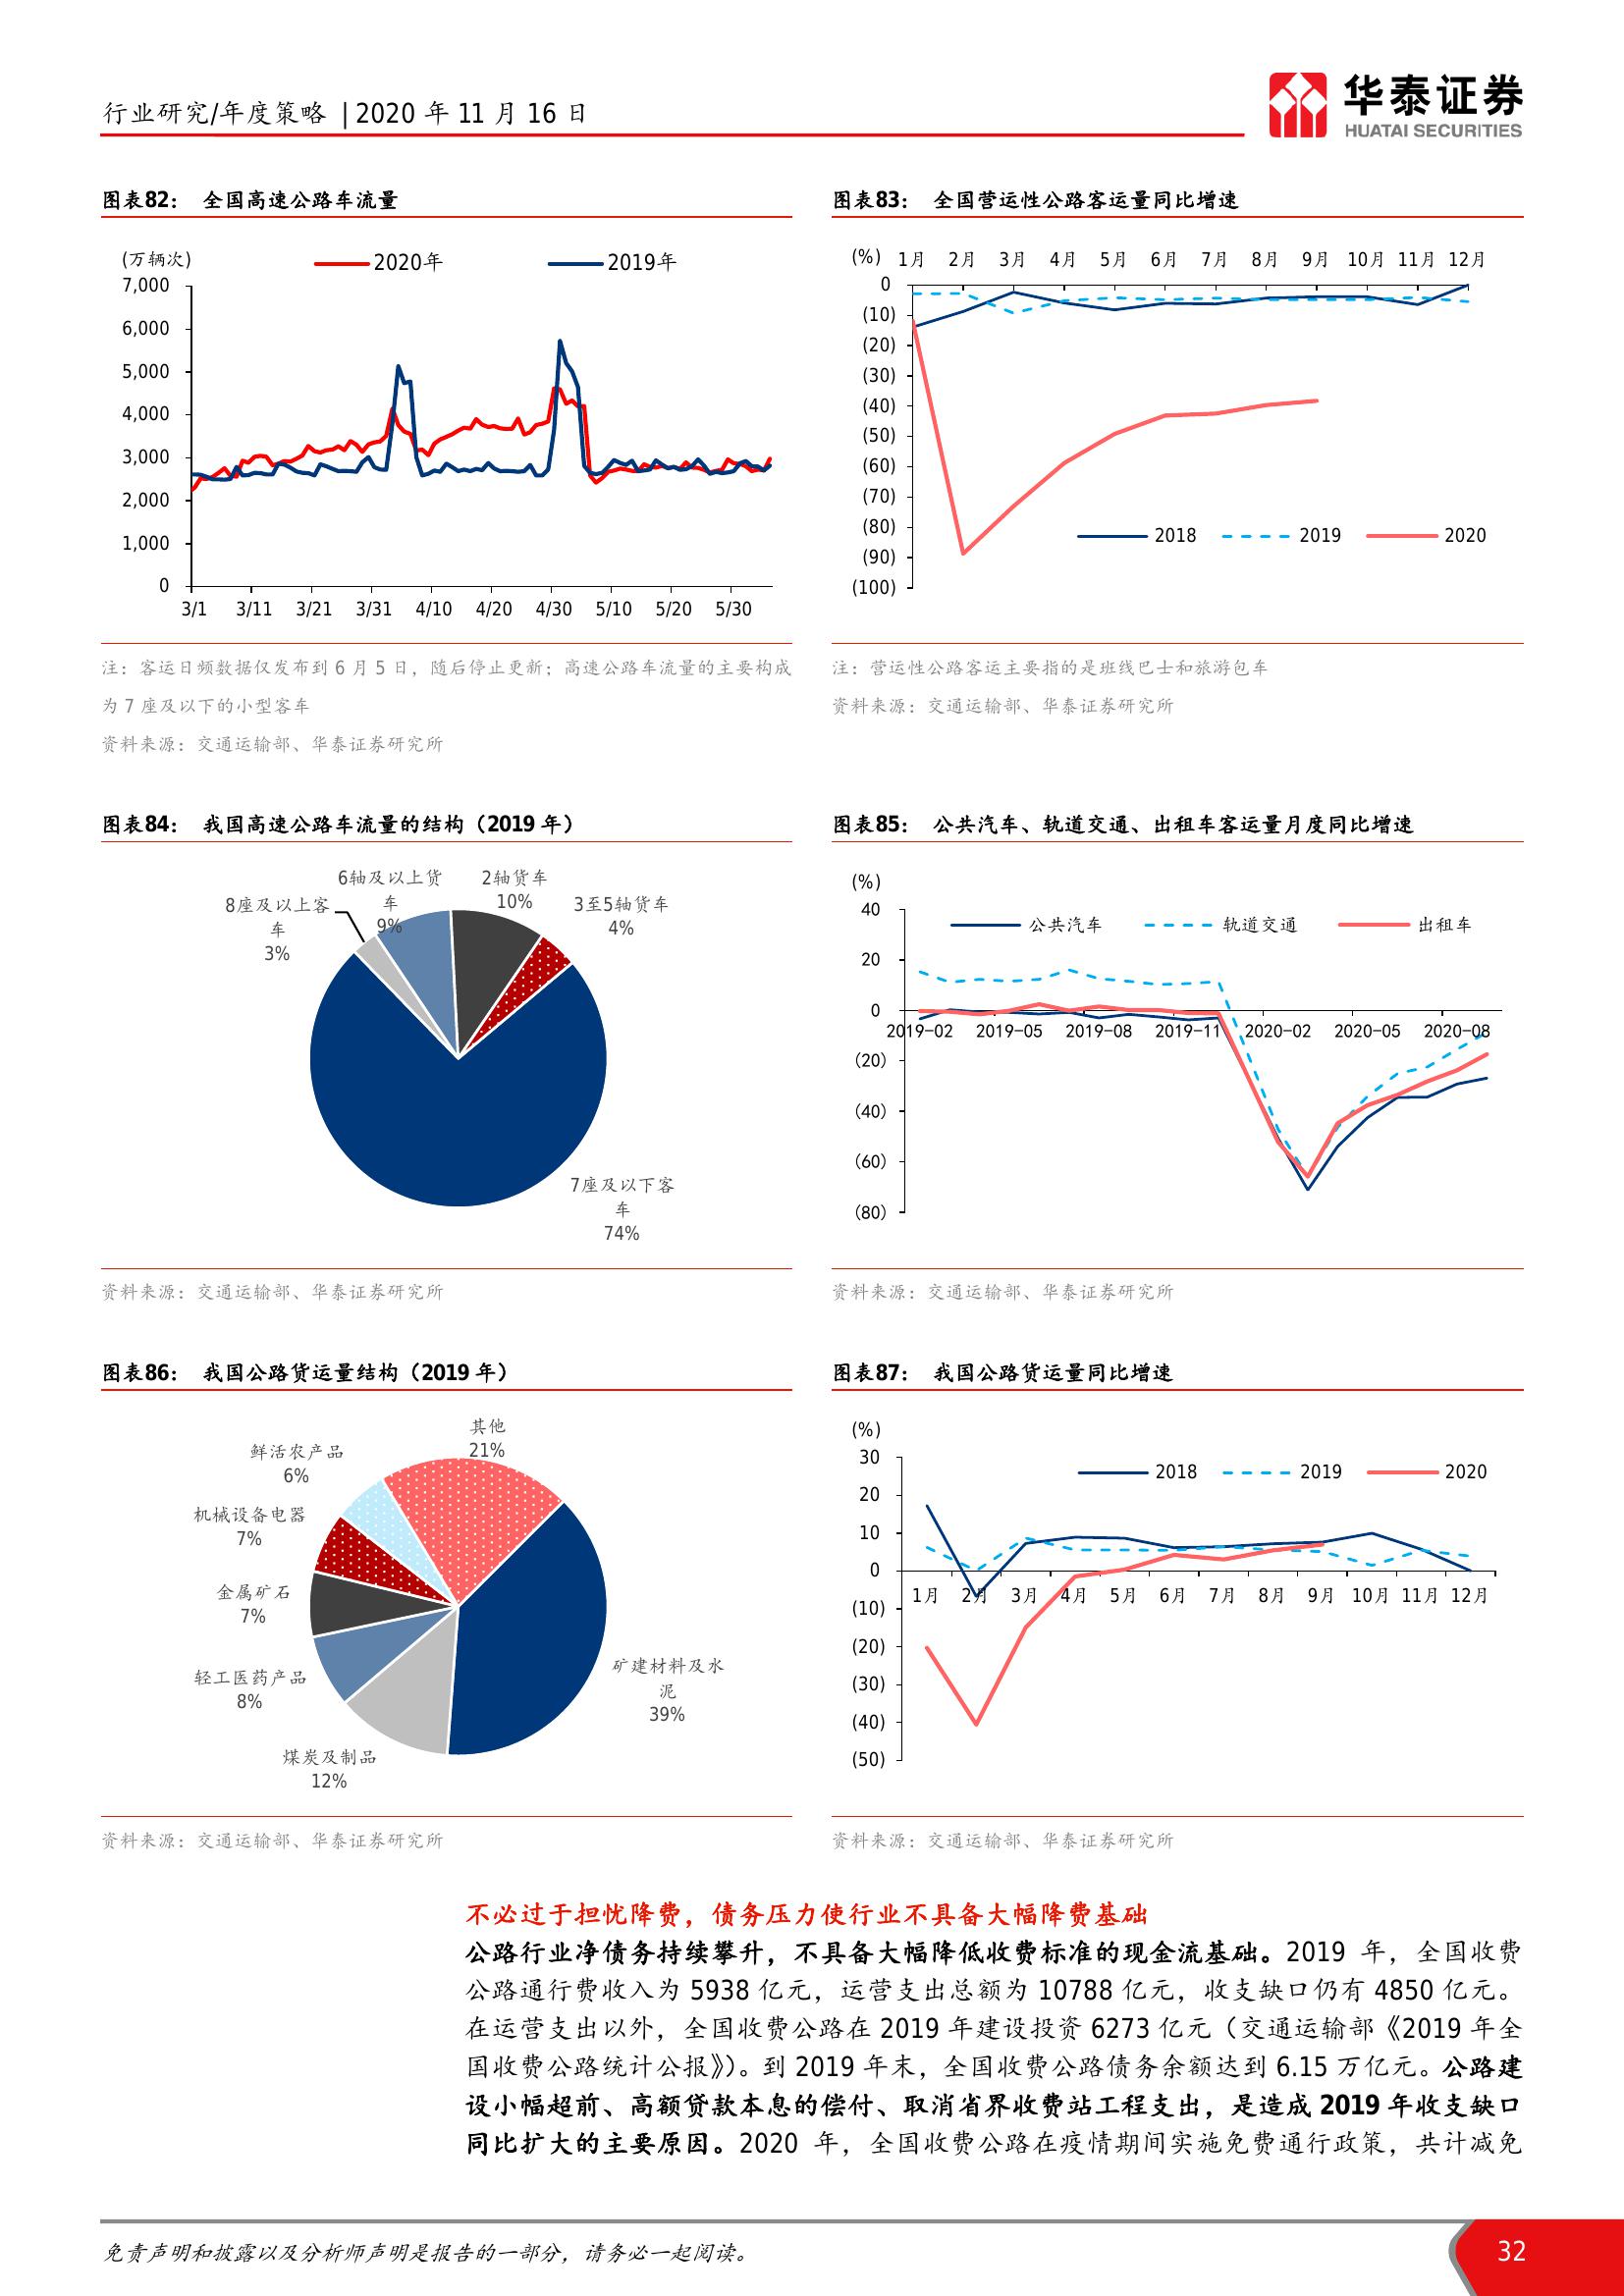 行业研究/年度策略 | 2020 年 11 月 16 日
华泰证券
HUATAI SECURITIES
图表82： 全国高速公路车流量
(万辆次)
2020年 2019年
7,000
6,000
5,000
4,000
3,000
2,000
1,000
0
3/1 3/11 3/21 3/31 4/10 4/20 4/30 5/10 5/20 5/30
注：客运日频数据仅发布到 6 月 5 日，随后停止更新；高速公路车流量的主要构成
为 7 座及以下的小型客车
资料来源：交通运输部、华泰证券研究所
图表83： 全国营运性公路客运量同比增速
(%) 1月 2月 3月 4月 5月 6月 7月 8月 9月 10月 11月 12月
0
(10)
(20)
(30)
(40)
(50)
(60)
(70)
(80)
(90)
(100)
2018 2019 2020
注：营运性公路客运主要指的是班线巴士和旅游包车
资料来源：交通运输部、华泰证券研究所
图表84： 我国高速公路车流量的结构（2019 年）
6轴及以上货
车
9%
2轴货车
10%
8座及以上客
车
3%
3至5轴货车
4%
7座及以下客
车
74%
资料来源：交通运输部、华泰证券研究所
图表85： 公共汽车、轨道交通、出租车客运量月度同比增速
(%)
公共汽车 轨道交通 出租车
40
20
0
(20)
(40)
(60)
(80)
2019-02 2019-05 2019-08 2019-11 2020-02 2020-05 2020-08
资料来源：交通运输部、华泰证券研究所
图表86： 我国公路货运量结构（2019 年）
其他
21%
鲜活农产品
6%
机械设备电器
7%
金属矿石
7%
轻工医药产品
8%
煤炭及制品
12%
矿建材料及水
泥
39%
资料来源：交通运输部、华泰证券研究所
图表87： 我国公路货运量同比增速
(%)
2018 2019 2020
30
20
10
0
(10)
(20)
(30)
(40)
(50)
1月 2月 3月 4月 5月 6月 7月 8月 9月 10月 11月 12月
资料来源：交通运输部、华泰证券研究所
不必过于担忧降费，债务压力使行业不具备大幅降费基础
公路行业净债务持续攀升，不具备大幅降低收费标准的现金流基础。2019 年，全国收费
公路通行费收入为 5938 亿元，运营支出总额为 10788 亿元，收支缺口仍有 4850 亿元。
在运营支出以外，全国收费公路在 2019 年建设投资 6273 亿元（交通运输部《2019 年全
国收费公路统计公报》）。到 2019 年末，全国收费公路债务余额达到 6.15 万亿元。公路建
设小幅超前、高额贷款本息的偿付、取消省界收费站工程支出，是造成 2019 年收支缺口
同比扩大的主要原因。2020 年，全国收费公路在疫情期间实施免费通行政策，共计减免
免责声明和披露以及分析师声明是报告的一部分，请务必一起阅读。
32